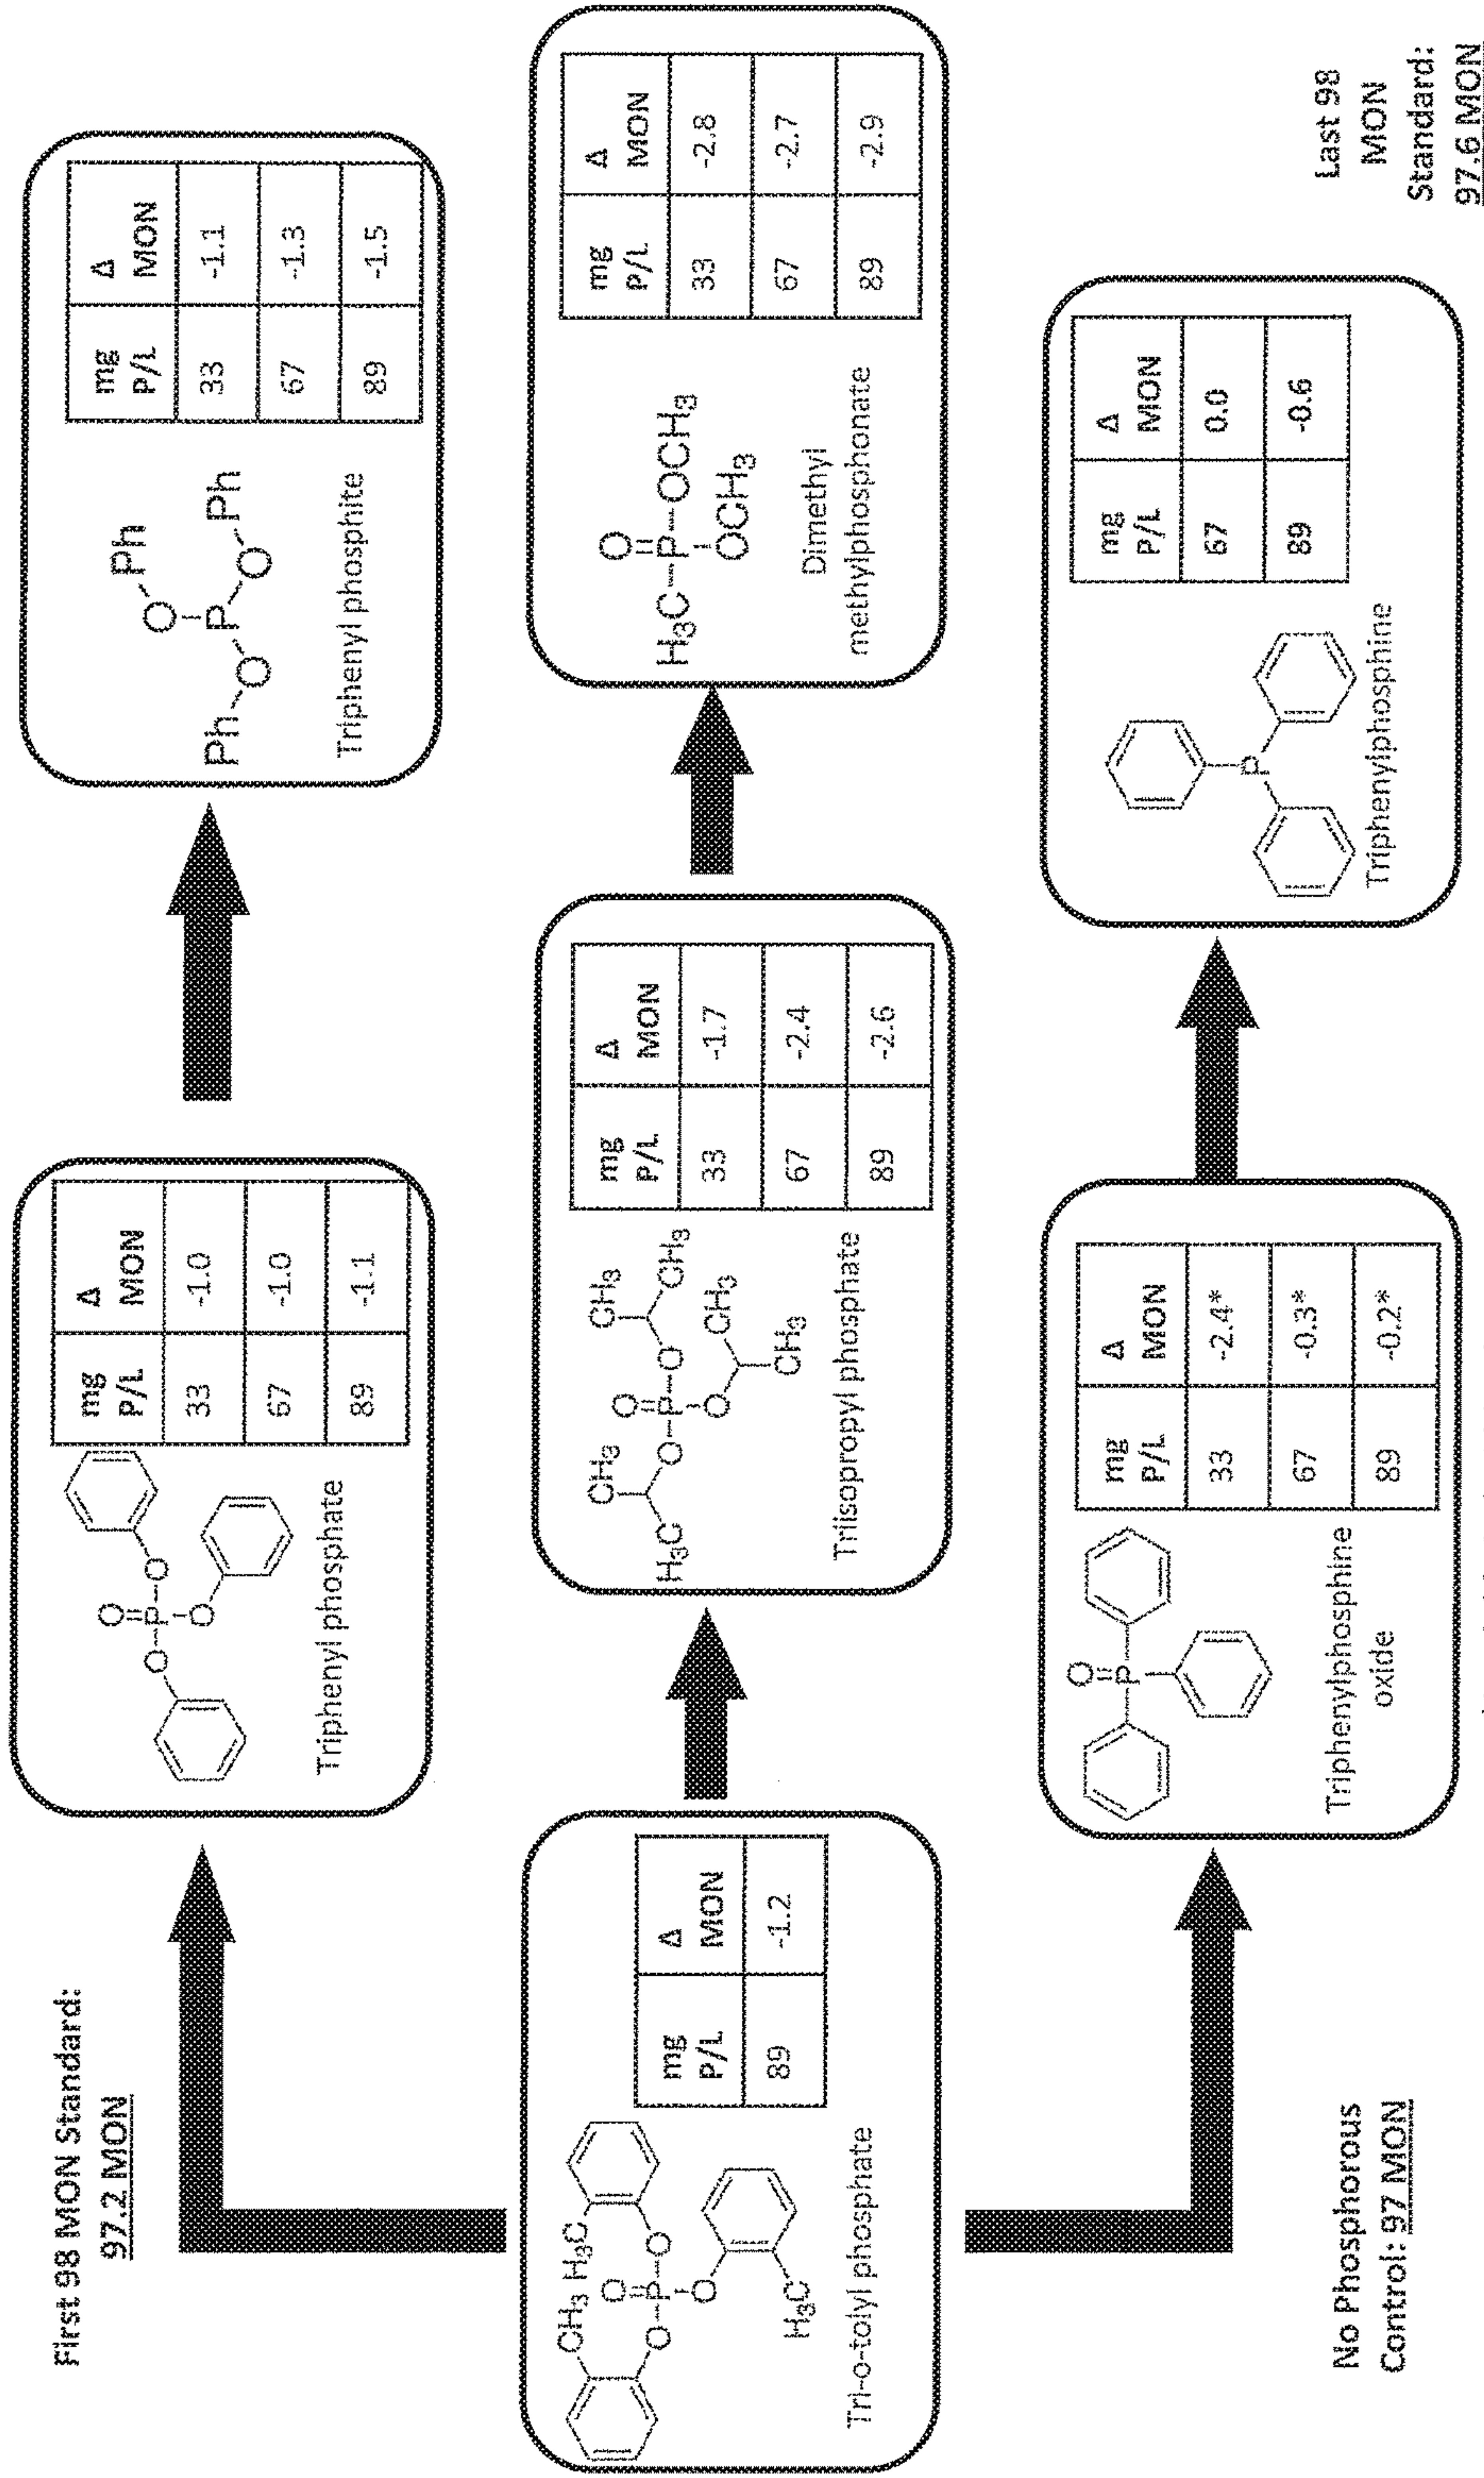 First 98 MON Standard:
97.2 MON
Triphenyl phosphate
mg P/L Δ MON
33 -1.0
67 -1.0
89 -1.1
O
P
O
O
O
Triphenyl phosphite
mg P/L Δ MON
33 -1.1
67 -1.3
89 -1.5
Ph
O
Ph
O
P
O
Ph
Tri-o-tolyl phosphate
mg P/L Δ MON
89 -1.2
CH3 H3C
O
O
P
O
O
H3C
Triisopropyl phosphate
mg P/L Δ MON
33 -1.7
67 -2.4
89 -2.6
CH3
CH3
O
H3C
O
P
O
CH3
O
CH3
Dimethyl
methylphosphonate
mg P/L Δ MON
33 -2.8
67 -2.7
89 -2.9
O
H3C-P-OCH3
OCH3
No Phosphorous
Control: 97 MON
Triphenylphosphine
oxide
mg P/L Δ MON
33 -2.4*
67 -0.3*
89 -0.2*
O
P
Triphenylphosphine
mg P/L Δ MON
67 0.0
89 -0.6
P
Last 98
MON
Standard:
97.6 MON